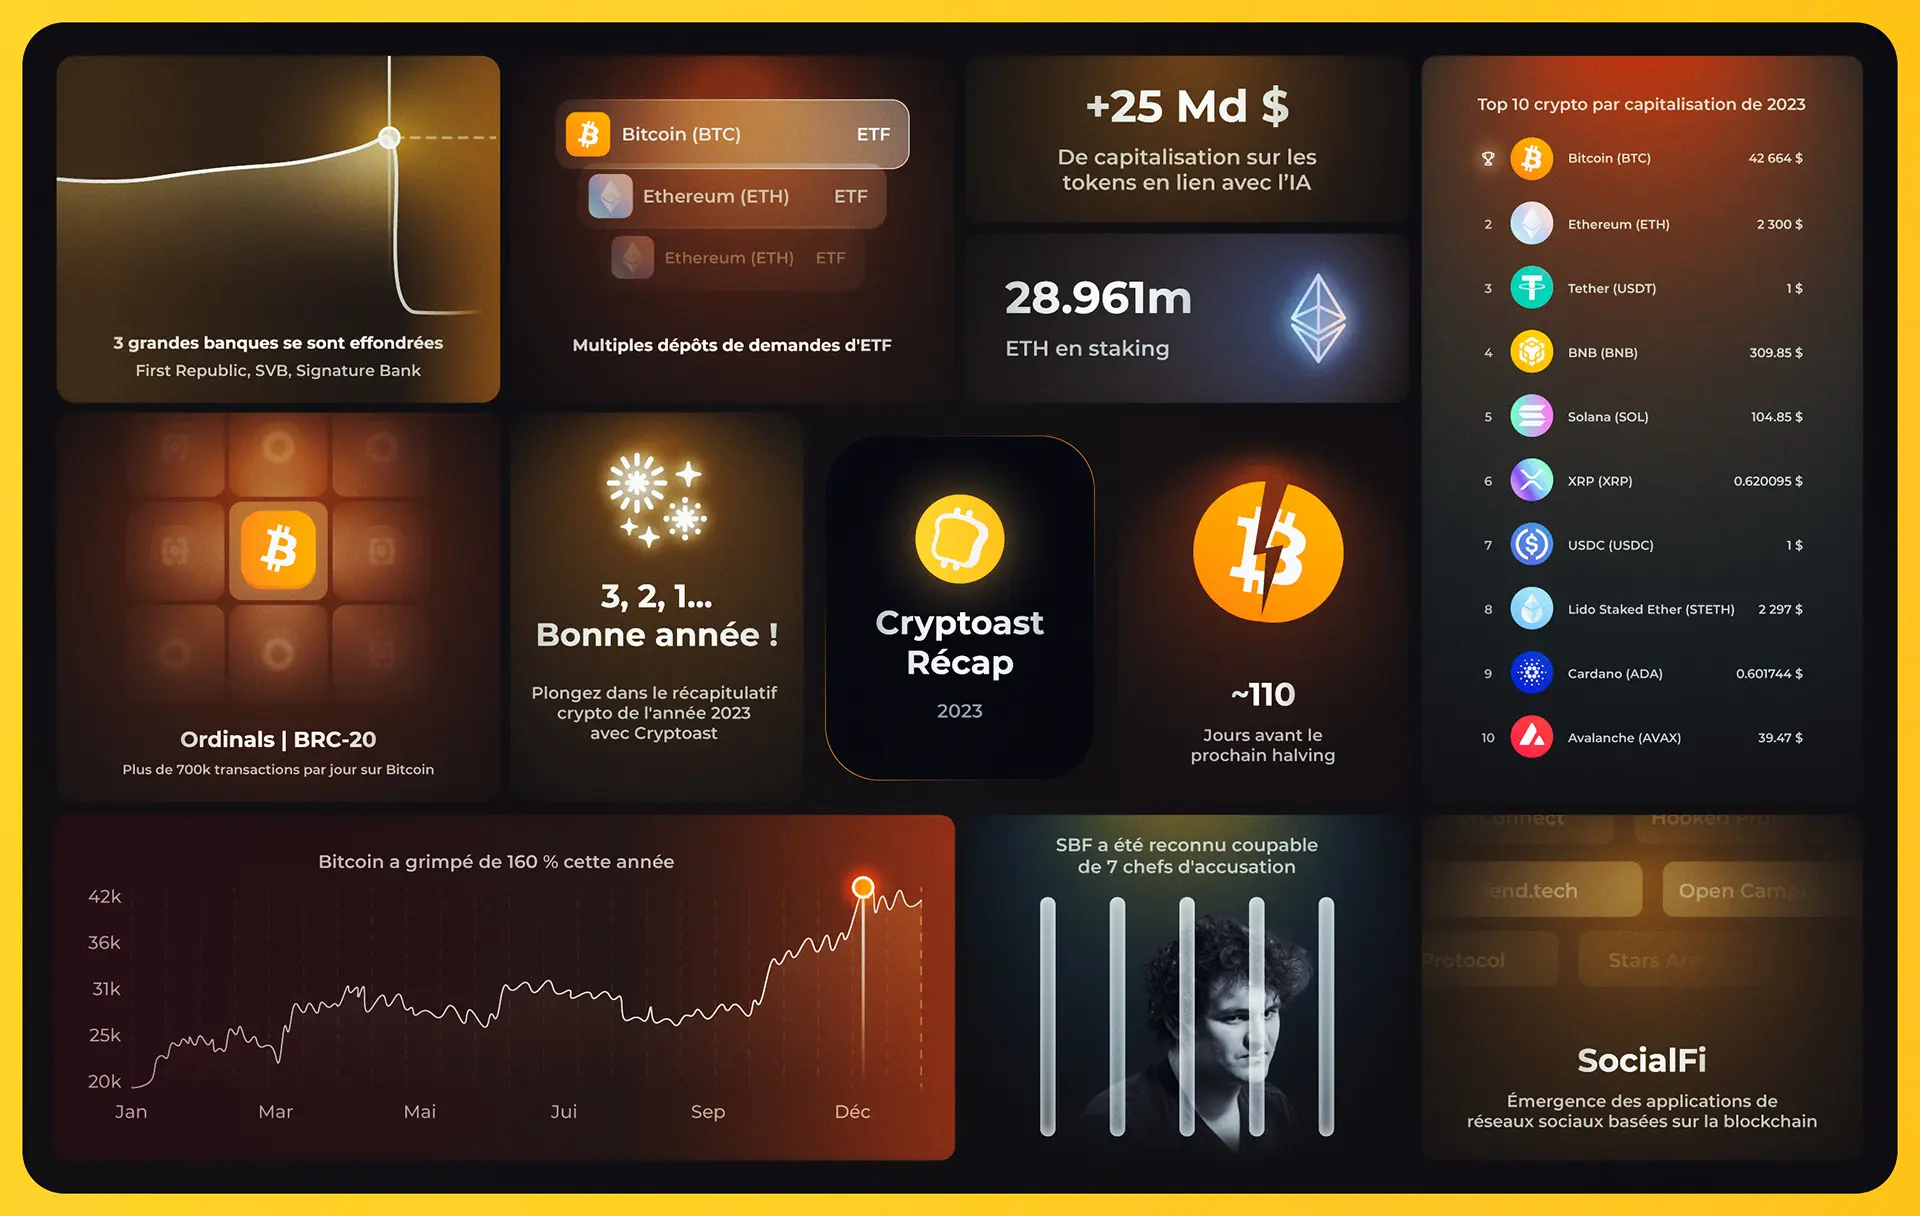 3 grandes banques se sont effondrées
First Republic, SVB, Signature Bank
Bitcoin (BTC) ETF
Ethereum (ETH) ETF
Ethereum (ETH) ETF
Multiples dépôts de demandes d'ETF
+25 Md $
De capitalisation sur les
tokens en lien avec l'IA
28.961m
ETH en staking
Top 10 crypto par capitalisation de 2023
Bitcoin (BTC) 42 664 $
2 Ethereum (ETH) 2 300 $
3 Tether (USDT) 1 $
4 BNB (BNB) 309.85 $
5 Solana (SOL) 104.85 $
6 XRP (XRP) 0.620095 $
7 USDC (USDC) 1 $
8 Lido Staked Ether (STETH) 2 297 $
9 Cardano (ADA) 0.601744 $
10 Avalanche (AVAX) 39.47 $
Ordinals | BRC-20
Plus de 700k transactions par jour sur Bitcoin
3, 2, 1...
Bonne année !
Plongez dans le récapitulatif
crypto de l'année 2023
avec Cryptoast
Cryptoast
Récap
2023
~110
Jours avant le
prochain halving
Bitcoin a grimpé de 160 % cette année
42k
36k
31k
25k
20k
Jan Mar Mai Jui Sep Déc
SBF a été reconnu coupable
de 7 chefs d'accusation
Connect Hooked
iend.tech Open Cam
Protocol Stars Are
SocialFi
Émergence des applications de
réseaux sociaux basées sur la blockchain